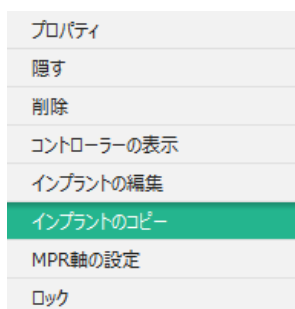 プロパティ
隠す
削除
コントローラーの表示
インプラントの編集
インプラントのコピー
MPR軸の設定
ロック